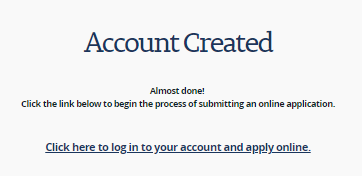 Account Created
Almost done!
Click the link below to begin the process of submitting an online application.
Click here to log in to your account and apply online.